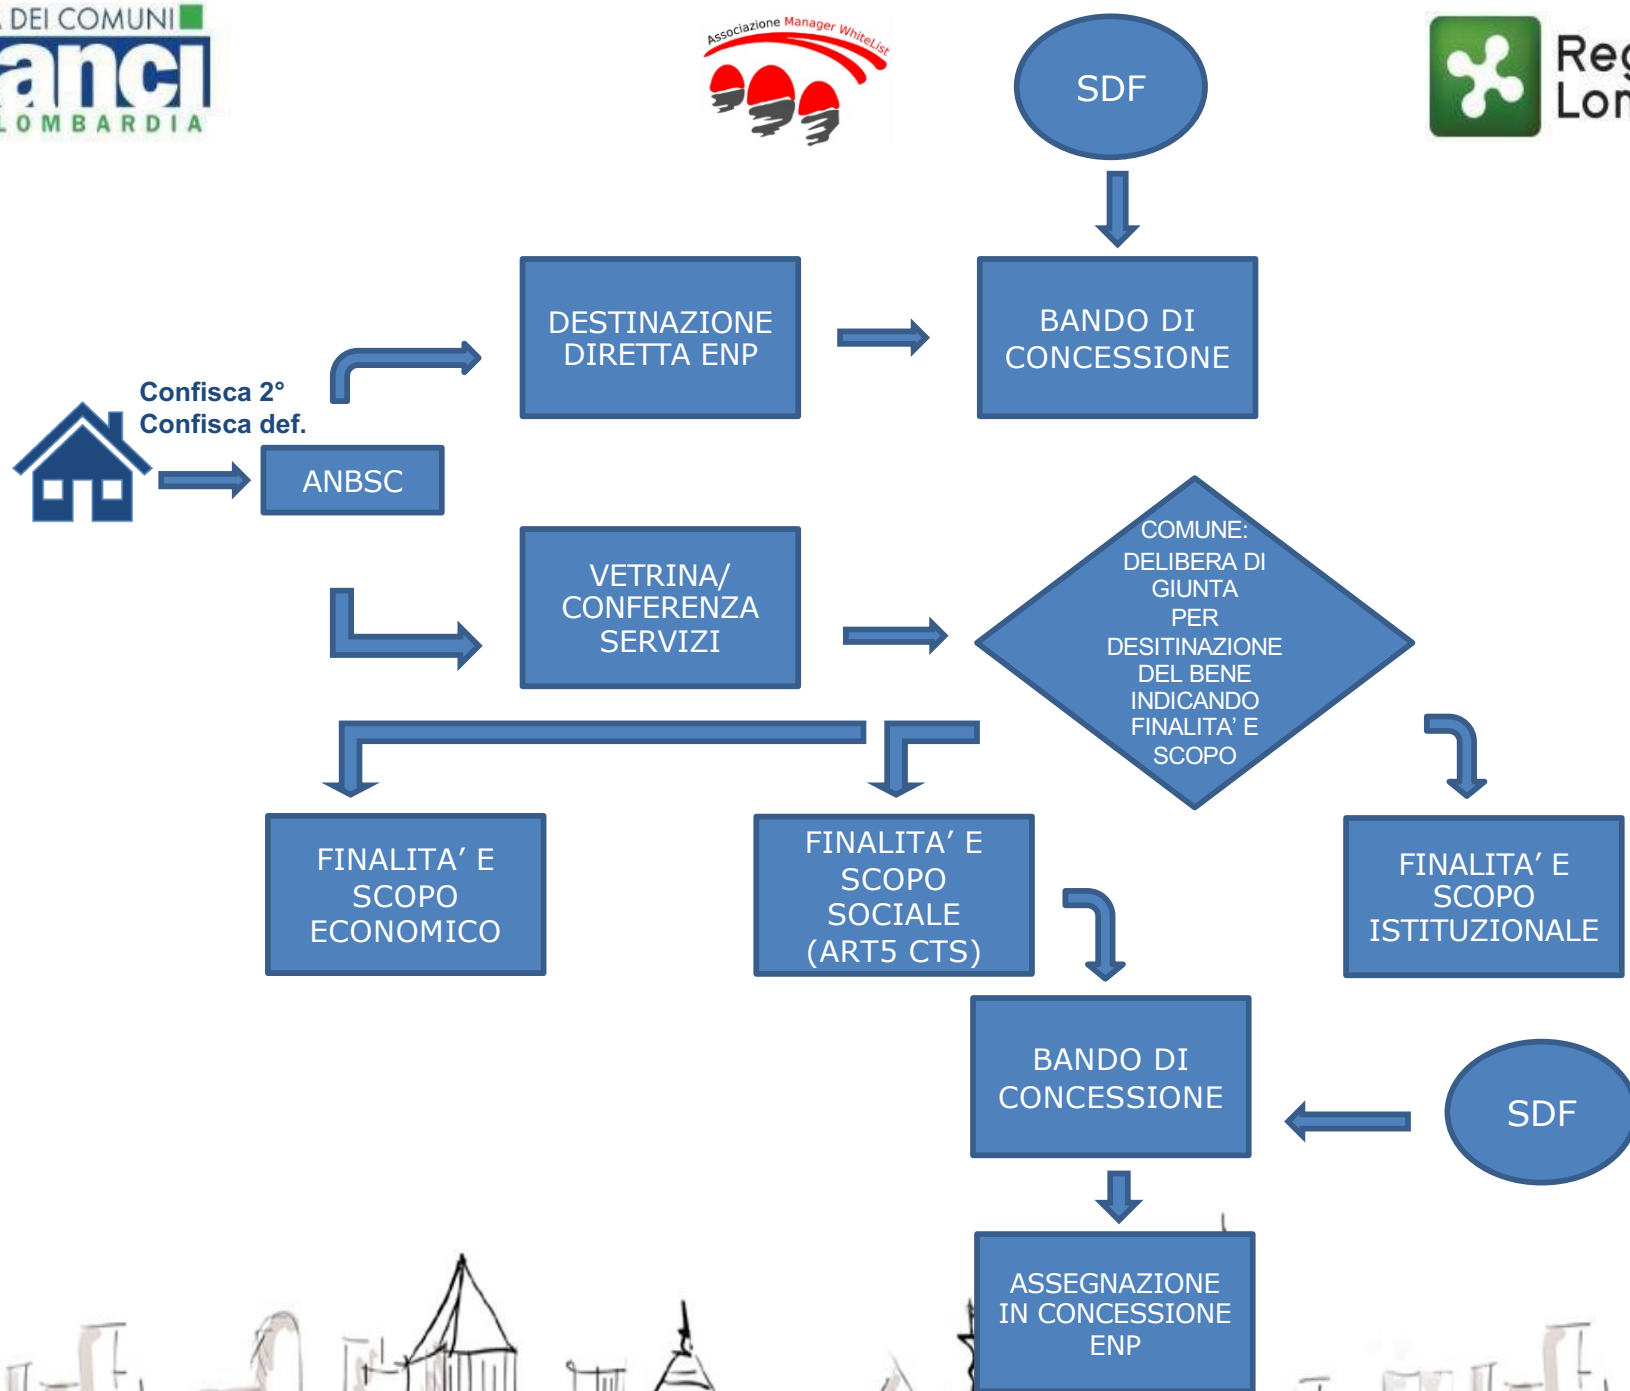 DEI COMUNI
anci
LOMBARDIA
Associazione Manager WhiteList
SDF
Reg
Lom
DESTINAZIONE
DIRETTA ENP
BANDO DI
CONCESSIONE
Confisca 2°
Confisca def.
ANBSC
VETRINA/
CONFERENZA
SERVIZI
COMUNE:
DELIBERA DI
GIUNTA
PER
DESITINAZIONE
DEL BENE
INDICANDO
FINALITA’ E
SCOPO
FINALITA’ E
SCOPO
ECONOMICO
FINALITA’ E
SCOPO
SOCIALE
(ART5 CTS)
FINALITA’ E
SCOPO
ISTITUZIONALE
BANDO DI
CONCESSIONE
SDF
ASSEGNAZIONE
IN CONCESSIONE
ENP